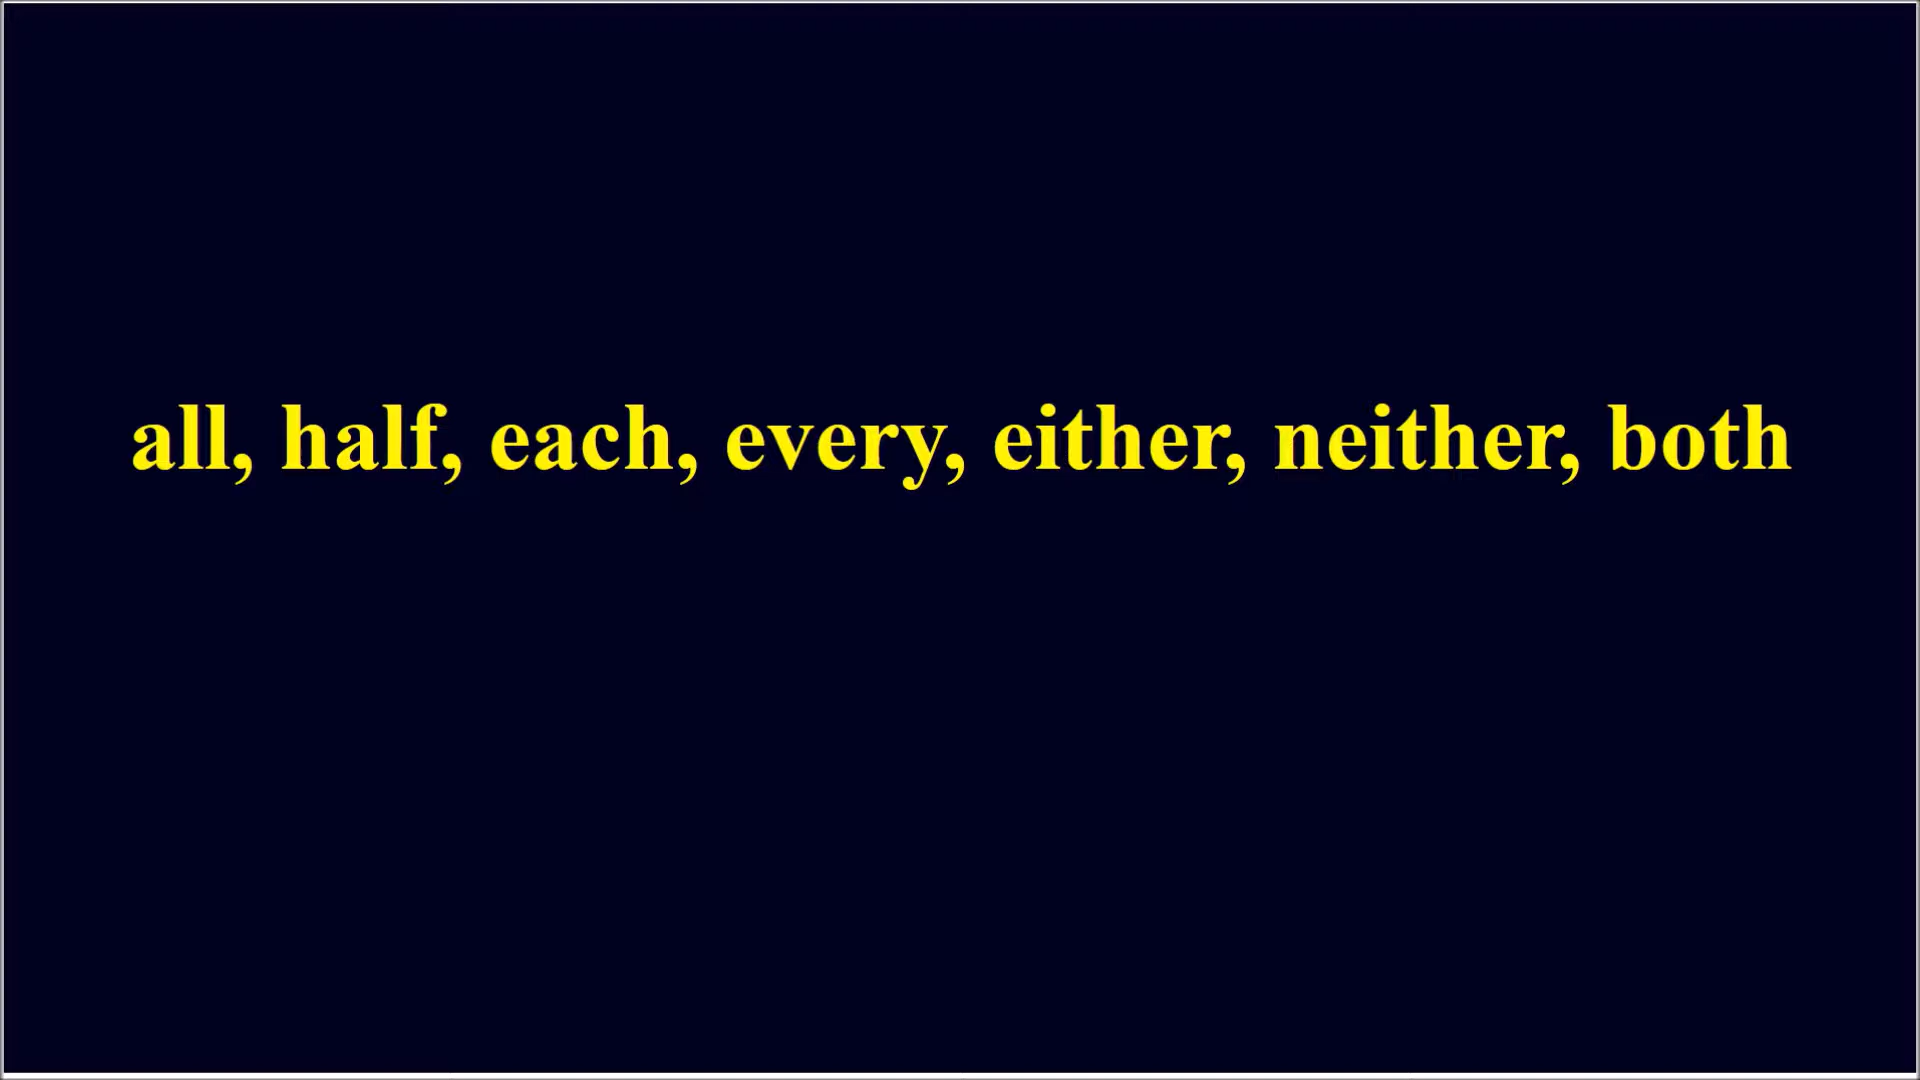 all, half, each, every, either, neither, both